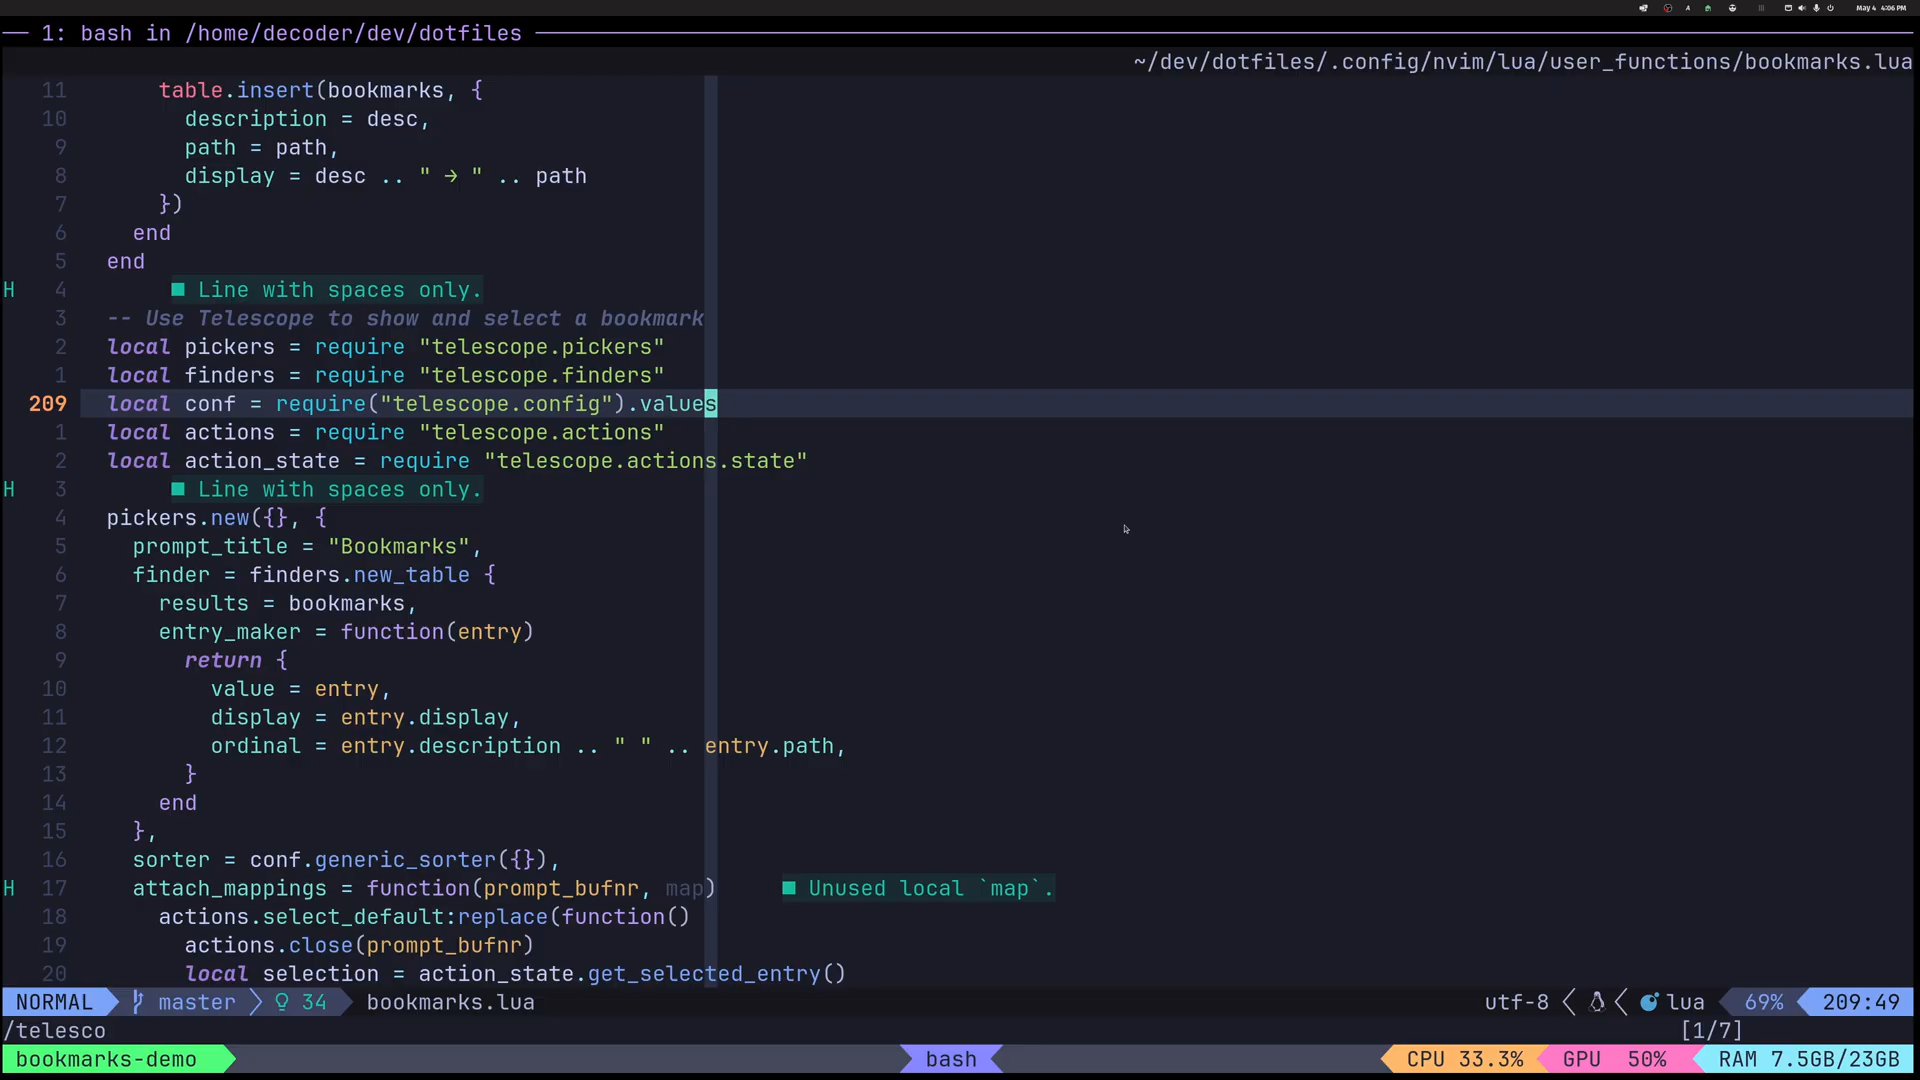 May 4 4:06 PM
1: bash in /home/decoder/dev/dotfiles
~/dev/dotfiles/.config/nvim/lua/user_functions/bookmarks.lua
11 table.insert(bookmarks, {
10 description = desc,
9 path = path,
8 display = desc .. " → " .. path
7 })
6 end
5 end
H 4 ■ Line with spaces only.
3 -- Use Telescope to show and select a bookmark
2 local pickers = require "telescope.pickers"
1 local finders = require "telescope.finders"
209 local conf = require("telescope.config").values
1 local actions = require "telescope.actions"
2 local action_state = require "telescope.actions.state"
H 3 ■ Line with spaces only.
4 pickers.new({}, {
5 prompt_title = "Bookmarks",
6 finder = finders.new_table {
7 results = bookmarks,
8 entry_maker = function(entry)
9 return {
10 value = entry,
11 display = entry.display,
12 ordinal = entry.description .. " " .. entry.path,
13 }
14 end
15 },
16 sorter = conf.generic_sorter({}),
H 17 attach_mappings = function(prompt_bufnr, map) ■ Unused local `map`.
18 actions.select_default:replace(function()
19 actions.close(prompt_bufnr)
20 local selection = action_state.get_selected_entry()
NORMAL master 34 bookmarks.lua utf-8 lua 69% 209:49
/telesco [1/7]
bookmarks-demo bash CPU 33.3% GPU 50% RAM 7.5GB/23GB